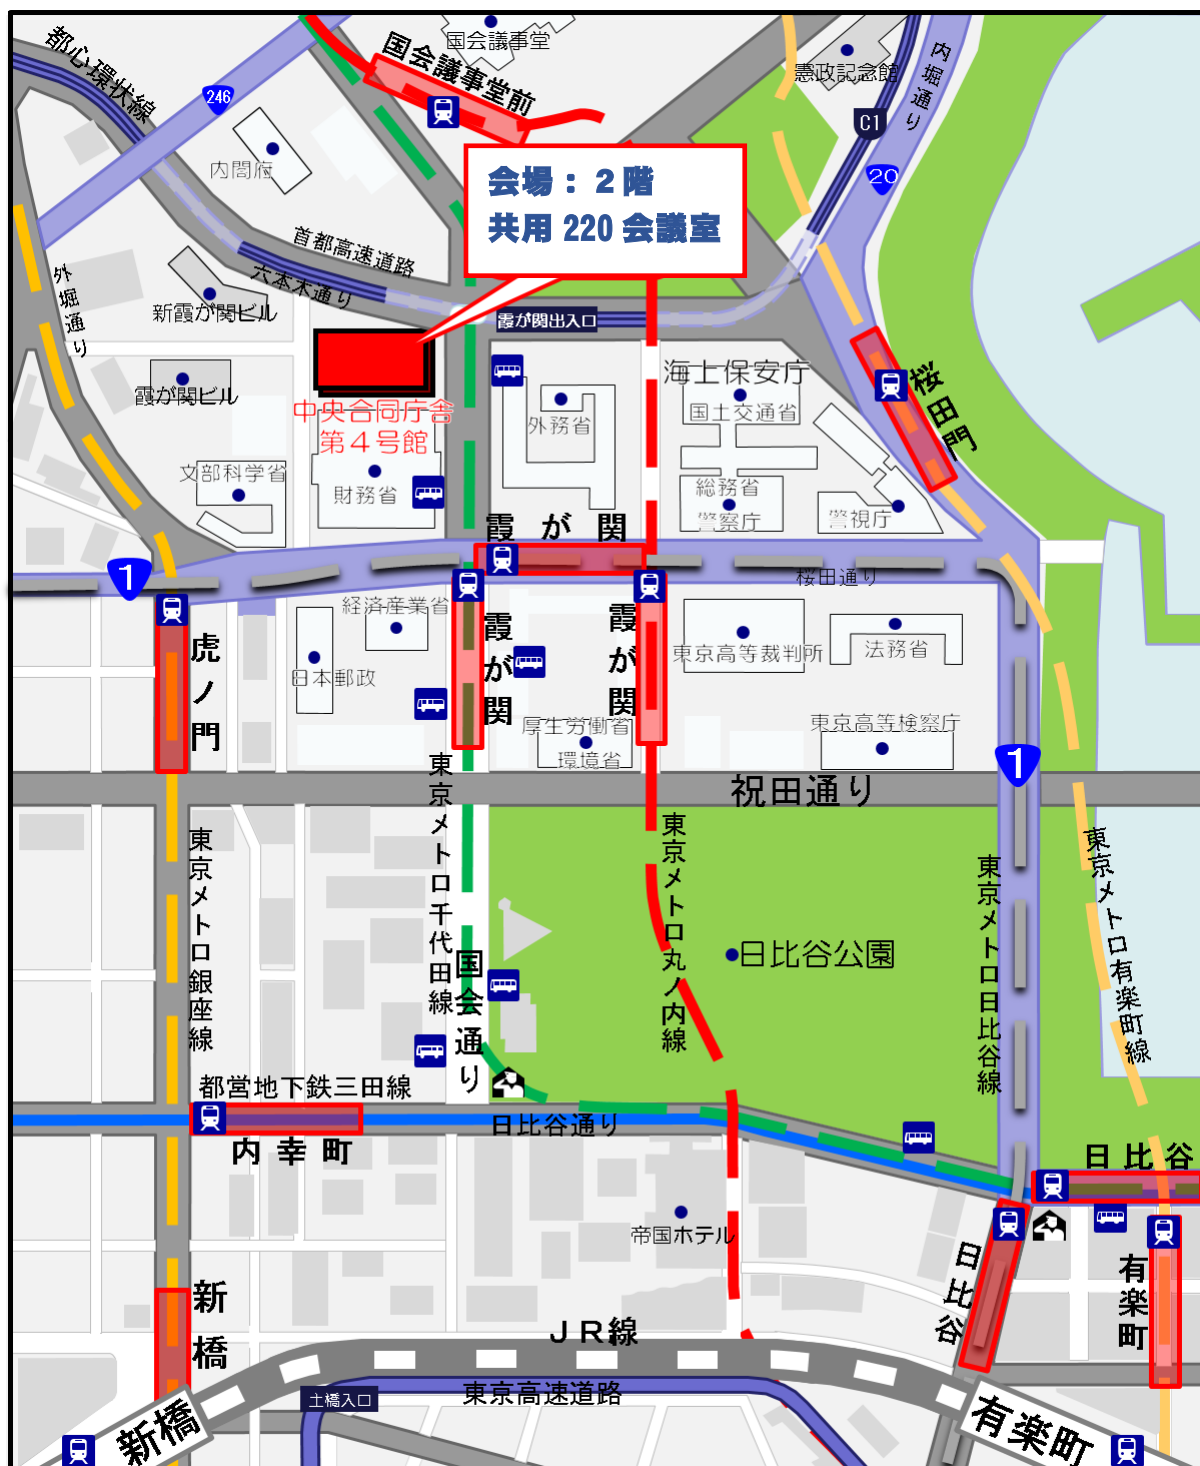 国会議事堂
都心環状線
国会議事堂前
憲政記念館
内堀通り
246
C1
20
内閣府
会場：２階
共用 220 会議室
首都高速道路
六本木通り
外堀通り
新霞が関ビル
霞が関出入口
霞が関ビル
海上保安庁
国土交通省
桜田門
中央合同庁舎
第４号館
外務省
文部科学省
財務省
総務省
警察庁
警視庁
霞が関
1
桜田通り
経済産業省
虎ノ門
霞が関
霞が関
日本郵政
東京高等裁判所
法務省
厚生労働省
環境省
東京高等検察庁
1
祝田通り
東京メトロ銀座線
東京メトロ千代田線
東京メトロ丸ノ内線
東京メトロ日比谷線
東京メトロ有楽町線
国会通り
日比谷公園
都営地下鉄三田線
内幸町
日比谷通り
日比谷
帝国ホテル
日比谷
有楽町
新橋
ＪＲ線
土橋入口
東京高速道路
新橋
有楽町